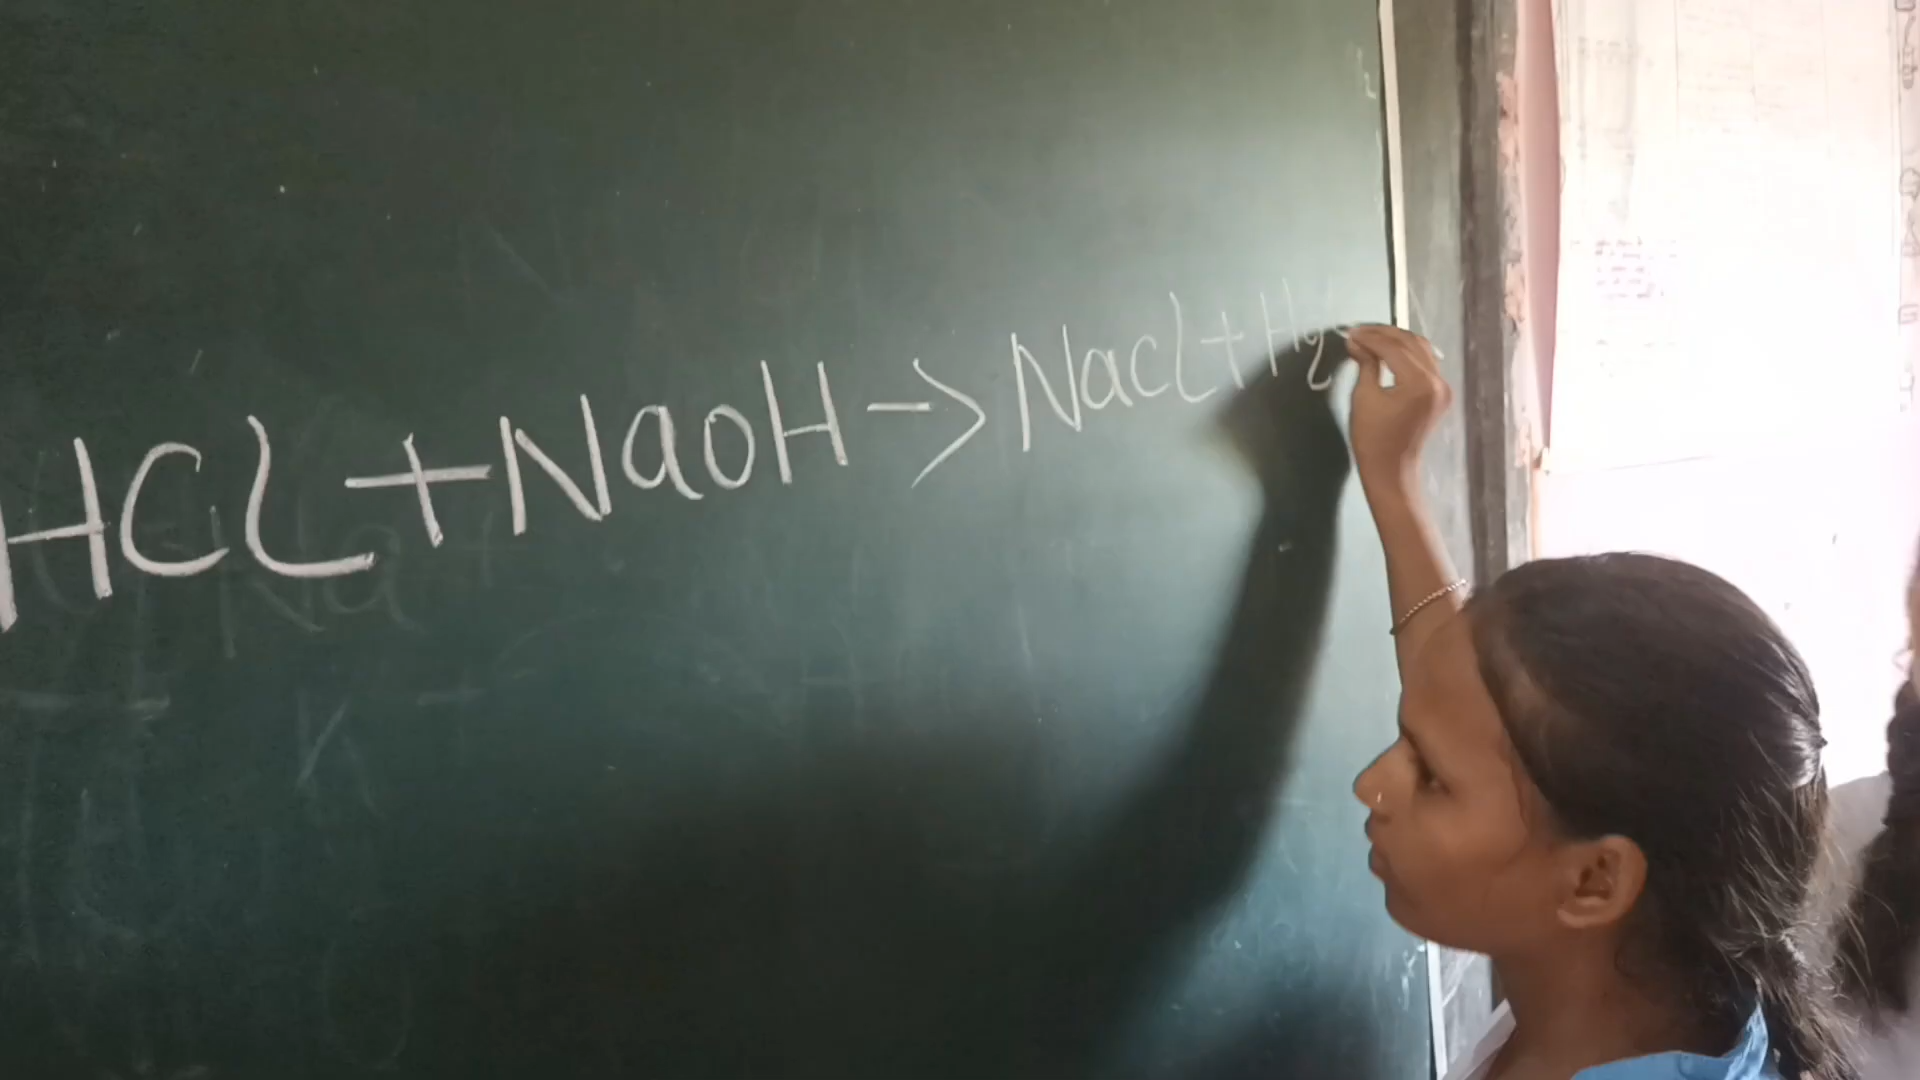 HCl + NaoH -> Nacl + H2